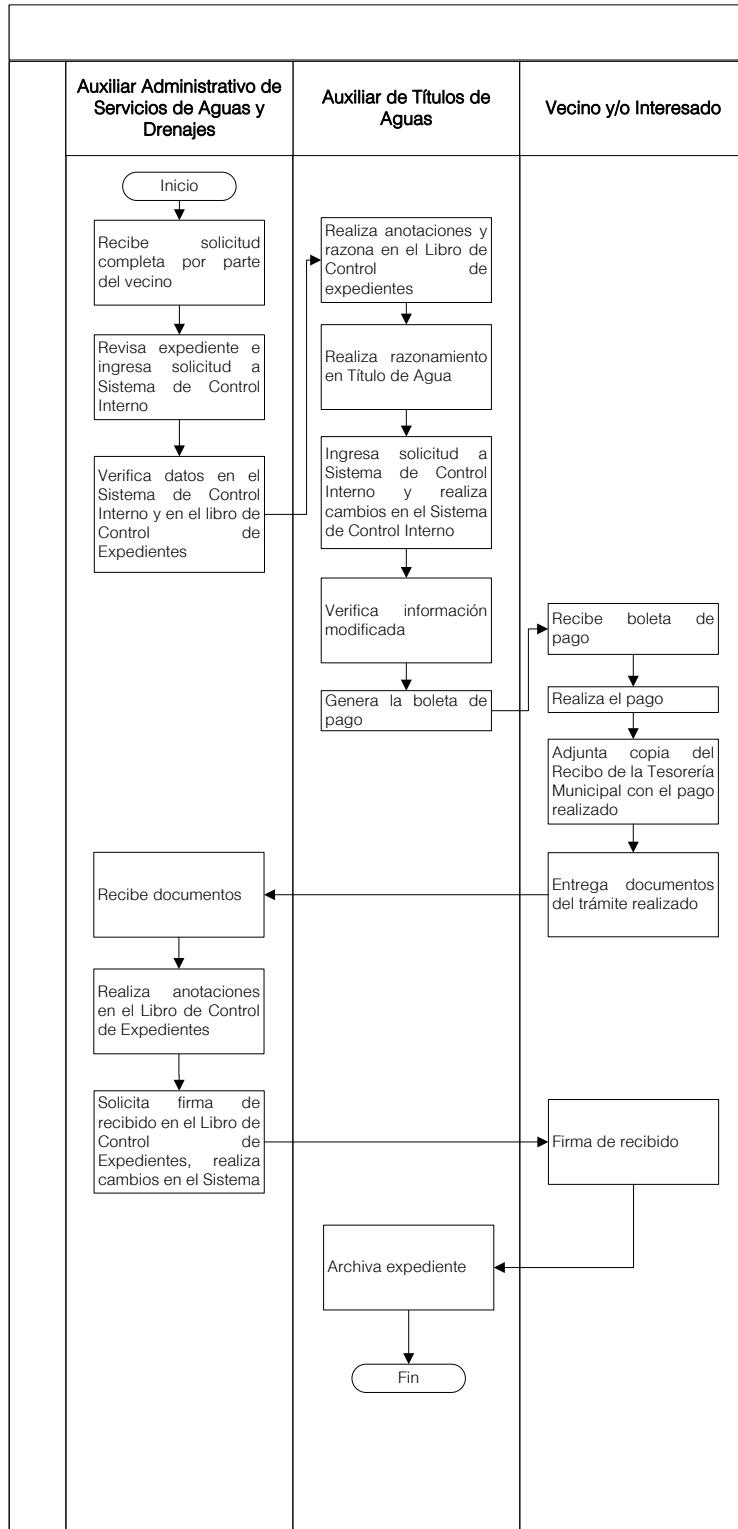 Auxiliar Administrativo de
Servicios de Aguas y
Drenajes
Auxiliar de Títulos de
Aguas
Vecino y/o Interesado
Inicio
Recibe solicitud
completa por parte
del vecino
Revisa expediente e
ingresa solicitud a
Sistema de Control
Interno
Verifica datos en el
Sistema de Control
Interno y en el libro de
Control de
Expedientes
Realiza anotaciones y
razona en el Libro de
Control de
expedientes
Realiza razonamiento
en Título de Agua
Ingresa solicitud a
Sistema de Control
Interno y realiza
cambios en el Sistema
de Control Interno
Verifica información
modificada
Genera la boleta de
pago
Recibe boleta de
pago
Realiza el pago
Adjunta copia del
Recibo de la Tesorería
Municipal con el pago
realizado
Entrega documentos
del trámite realizado
Recibe documentos
Realiza anotaciones
en el Libro de Control
de Expedientes
Solicita firma de
recibido en el Libro de
Control de
Expedientes, realiza
cambios en el Sistema
Firma de recibido
Archiva expediente
Fin